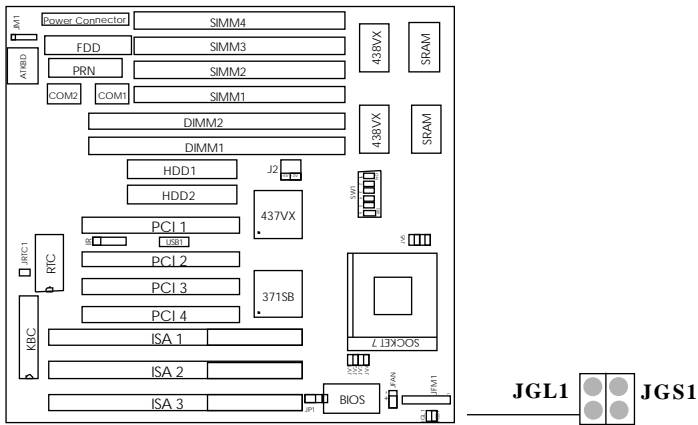 JM1
Power Connector
SIMM4
FDD
SIMM3
ATKBD
PRN
SIMM2
COM2
COM1
SIMM1
438VX
SRAM
DIMM2
DIMM1
438VX
SRAM
HDD1
J2
HDD2
SW1
437VX
PCI 1
IR
USB1
JV5
JRTC1
RTC
PCI 2
PCI 3
371SB
PCI 4
KBC
ISA 1
SOCKET 7
ISA 2
ISA 3
JP1
BIOS
JFAN
JFM1
JGL1
JGS1